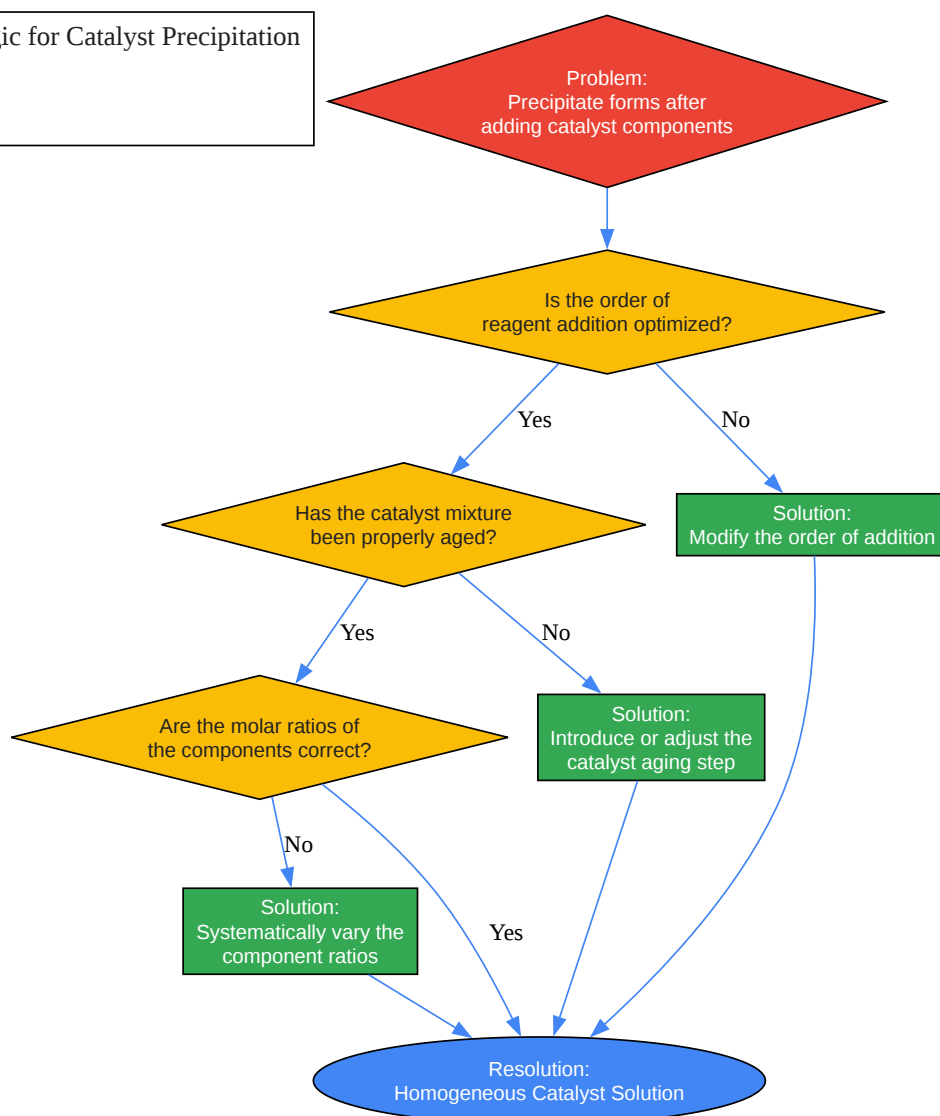 for Catalyst Precipitation
Problem:
Precipitate forms after
adding catalyst components
Is the order of
reagent addition optimized?
Yes
No
Has the catalyst mixture
been properly aged?
Solution:
Modify the order of addition
Yes
No
Are the molar ratios of
the components correct?
Solution:
Introduce or adjust the
catalyst aging step
No
Yes
Solution:
Systematically vary the
component ratios
Resolution:
Homogeneous Catalyst Solution